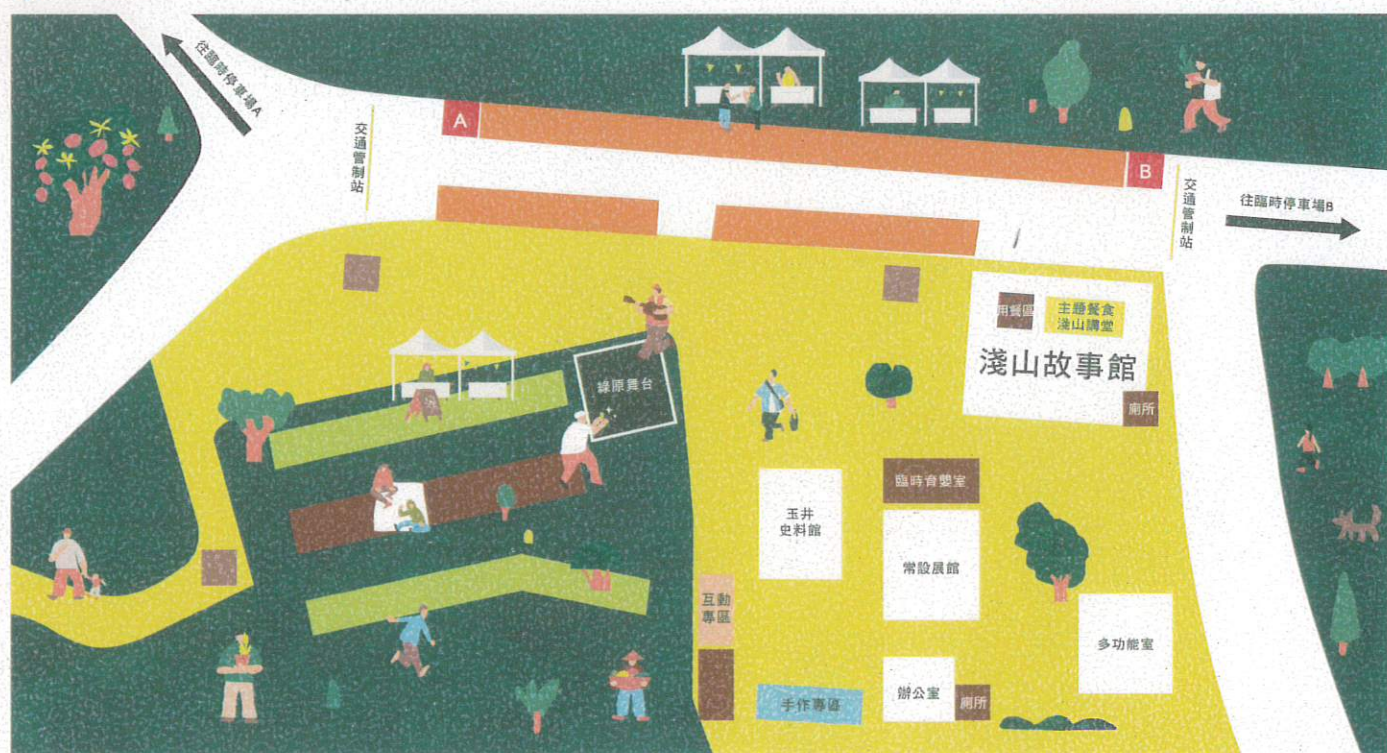 往臨時停車場A
交通管制站
A
B
交通管制站
往臨時停車場B
用餐區
主題餐食
淺山講堂
淺山故事館
廁所
綠原舞台
臨時育嬰室
玉井
史料館
常設展館
互動
專區
多功能室
辦公室
廁所
手作專區